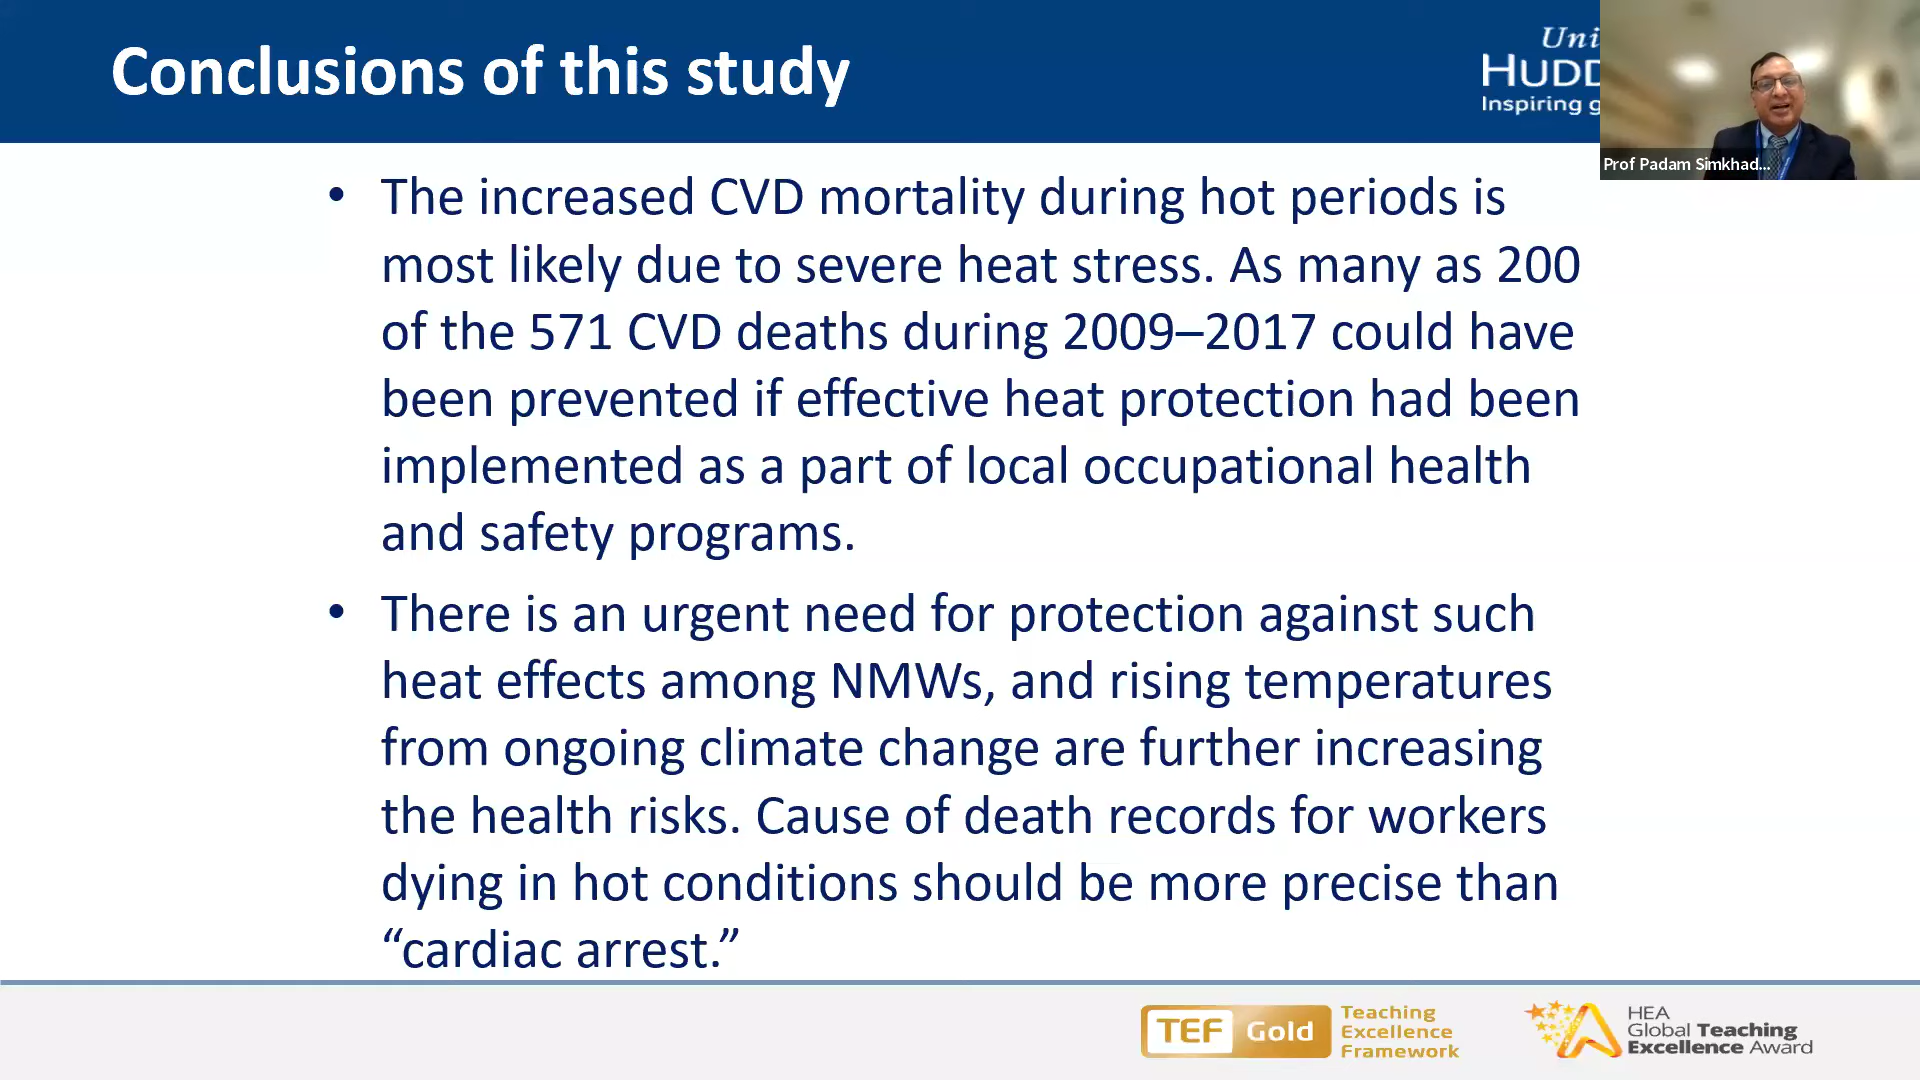 Conclusions of this study
Uni
HUDD
Inspiring g
Prof Padam Simkhad...
• The increased CVD mortality during hot periods is
most likely due to severe heat stress. As many as 200
of the 571 CVD deaths during 2009–2017 could have
been prevented if effective heat protection had been
implemented as a part of local occupational health
and safety programs.
• There is an urgent need for protection against such
heat effects among NMWs, and rising temperatures
from ongoing climate change are further increasing
the health risks. Cause of death records for workers
dying in hot conditions should be more precise than
“cardiac arrest.”
TEF Gold
Teaching
Excellence
Framework
HEA
Global Teaching
Excellence Award